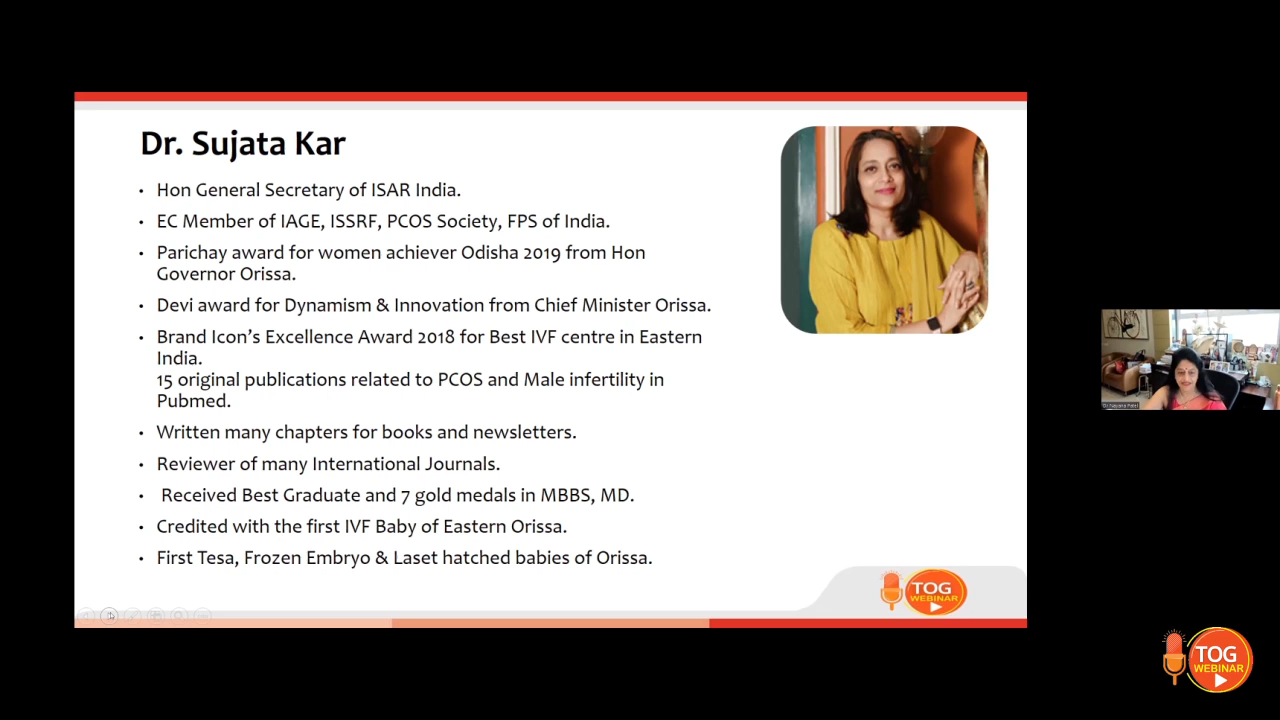 Dr. Sujata Kar
• Hon General Secretary of ISAR India.
• EC Member of IAGE, ISSRF, PCOS Society, FPS of India.
• Parichay award for women achiever Odisha 2019 from Hon
Governor Orissa.
• Devi award for Dynamism & Innovation from Chief Minister Orissa.
• Brand Icon’s Excellence Award 2018 for Best IVF centre in Eastern
India.
15 original publications related to PCOS and Male infertility in
Pubmed.
• Written many chapters for books and newsletters.
• Reviewer of many International Journals.
• Received Best Graduate and 7 gold medals in MBBS, MD.
• Credited with the first IVF Baby of Eastern Orissa.
• First Tesa, Frozen Embryo & Laset hatched babies of Orissa.
TOG
WEBINAR
Dr Nayana Patel
TOG
WEBINAR